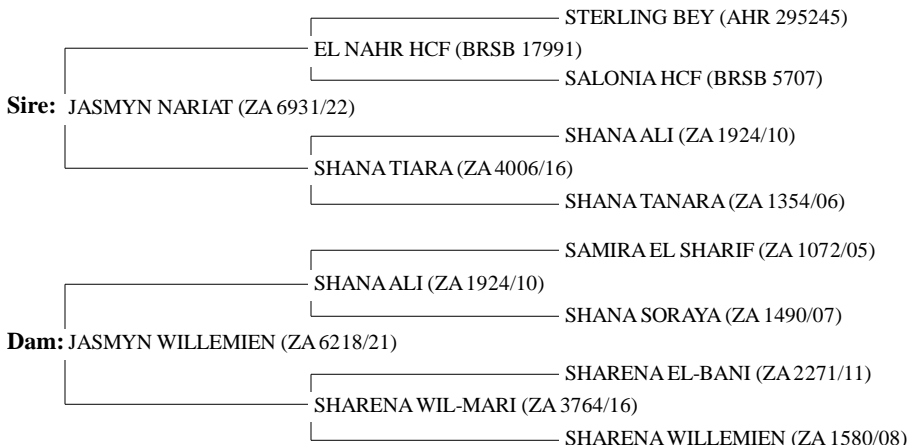 STERLING BEY (AHR 295245)
EL NAHR HCF (BRSB 17991)
SALONIA HCF (BRSB 5707)
Sire: JASMYN NARIAT (ZA 6931/22)
SHANA ALI (ZA 1924/10)
SHANA TIARA (ZA 4006/16)
SHANA TANARA (ZA 1354/06)
SAMIRA EL SHARIF (ZA 1072/05)
SHANA ALI (ZA 1924/10)
SHANA SORAYA (ZA 1490/07)
Dam: JASMYN WILLEMIEN (ZA 6218/21)
SHARENA EL-BANI (ZA 2271/11)
SHARENA WIL-MARI (ZA 3764/16)
SHARENA WILLEMIEN (ZA 1580/08)